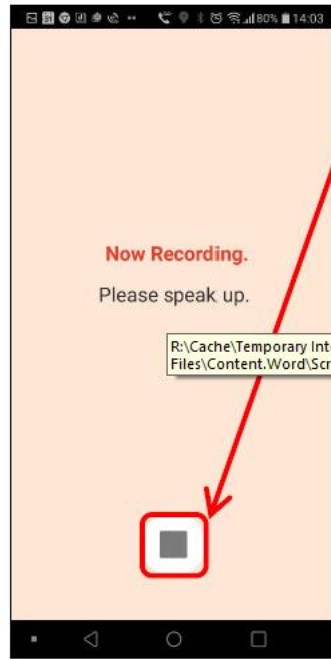 80% 14:03
Now Recording.
Please speak up.
R:\Cache\Temporary Inte
Files\Content.Word\Scr